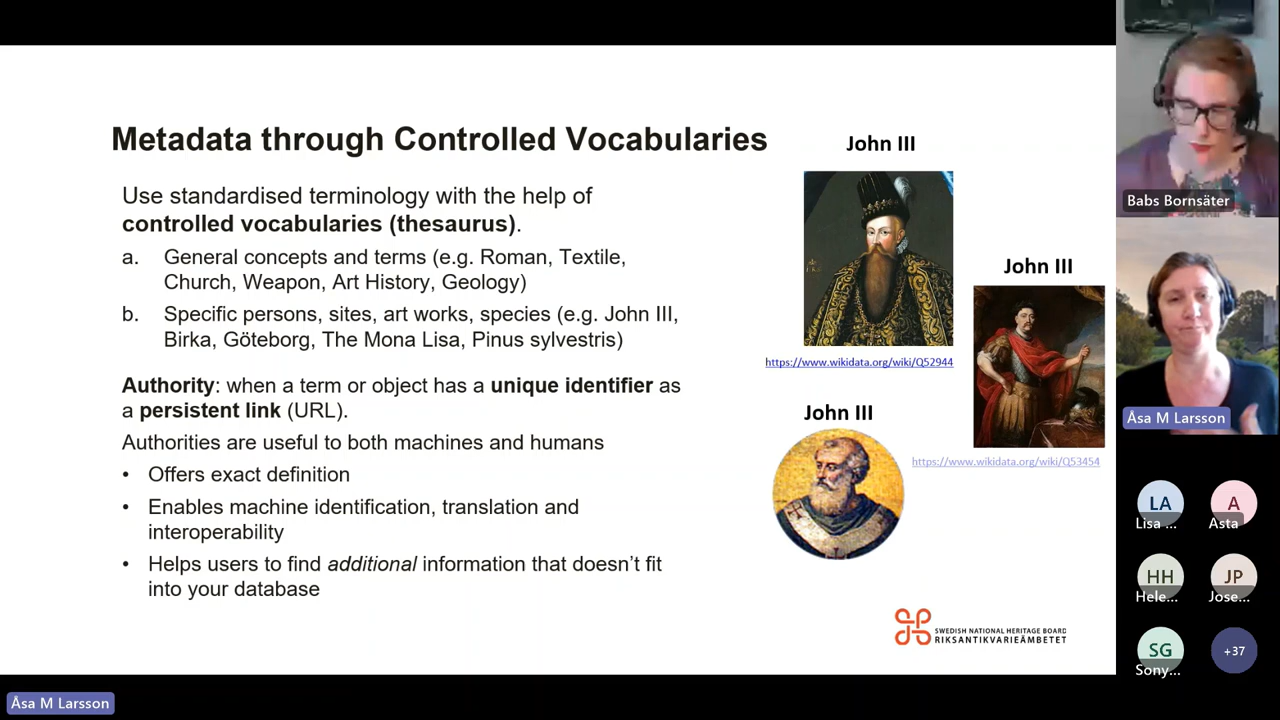 Metadata through Controlled Vocabularies
Use standardised terminology with the help of
controlled vocabularies (thesaurus).
a. General concepts and terms (e.g. Roman, Textile,
Church, Weapon, Art History, Geology)
b. Specific persons, sites, art works, species (e.g. John III,
Birka, Göteborg, The Mona Lisa, Pinus sylvestris)
Authority: when a term or object has a unique identifier as
a persistent link (URL).
Authorities are useful to both machines and humans
• Offers exact definition
• Enables machine identification, translation and
interoperability
• Helps users to find additional information that doesn't fit
into your database
John III
https://www.wikidata.org/wiki/Q52944
John III
https://www.wikidata.org/wiki/Q53454
John III
SWEDISH NATIONAL HERITAGE BOARD
RIKSANTIKVARIEÄMBETET
Babs Bornsäter
Åsa M Larsson
LA
Lisa ...
A
Asta
HH
Hele...
JP
Jose...
SG
Sony...
+37
Åsa M Larsson